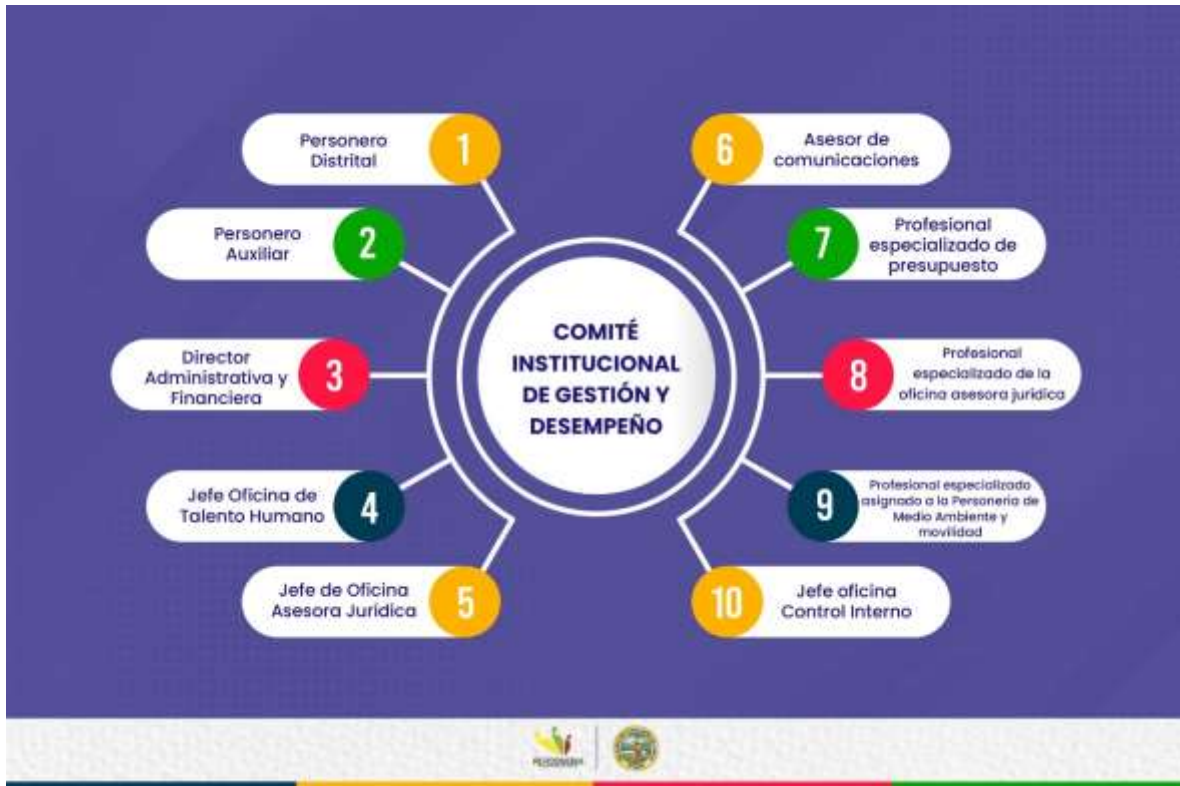 1
Personero
Distrital
2
Personero
Auxiliar
3
Director
Administrativa y
Financiera
4
Jefe Oficina de
Talento Humano
5
Jefe de Oficina
Asesora Jurídica
COMITÉ
INSTITUCIONAL
DE GESTIÓN Y
DESEMPEÑO
6
Asesor de
comunicaciones
7
Profesional
especializado de
presupuesto
8
Profesional
especializado de la
oficina asesora jurídica
9
Profesional especializado
asignado a la Personería de
Medio Ambiente y
movilidad
10
Jefe oficina
Control Interno
PERSONERÍA